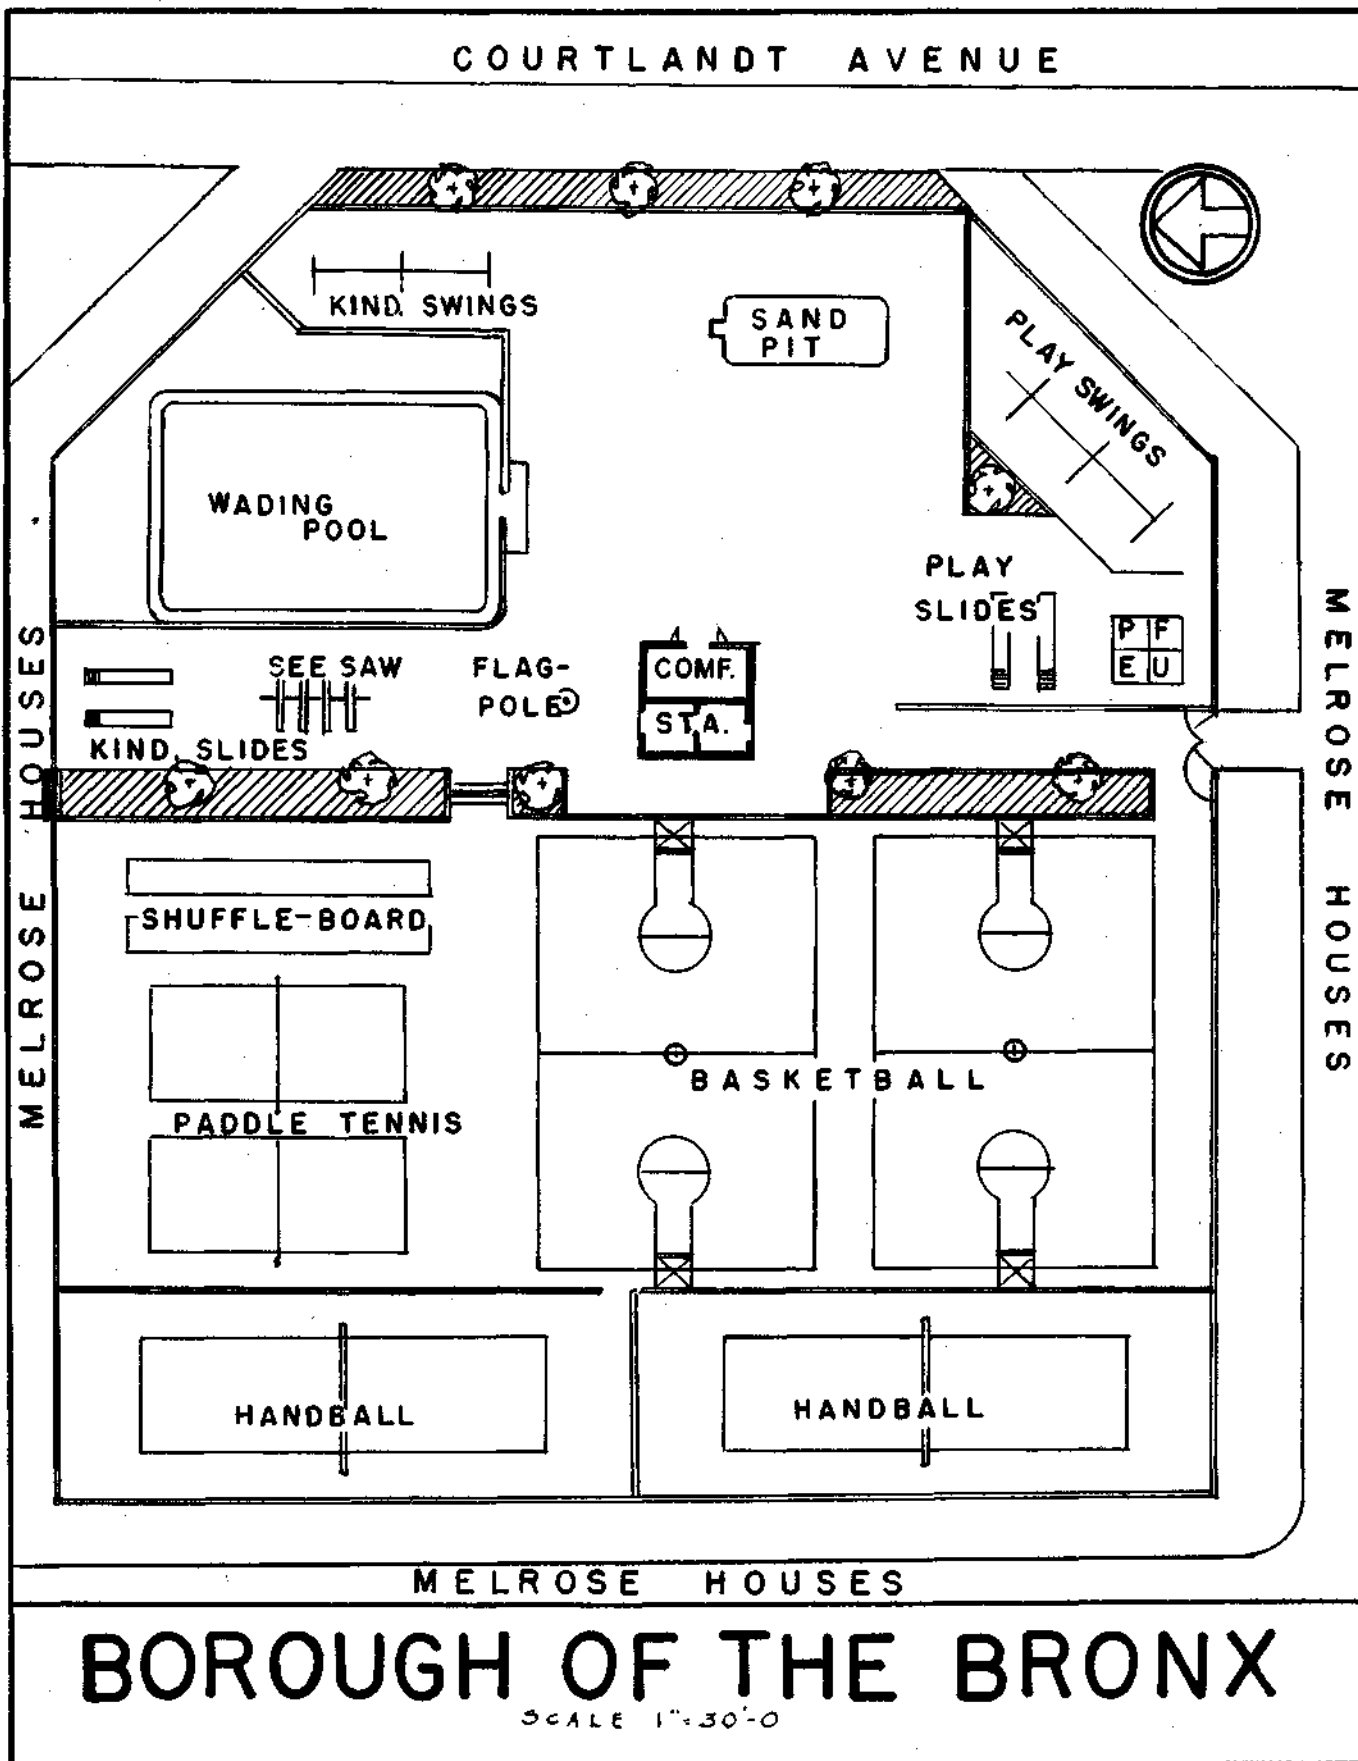 COURTLANDT AVENUE
KIND. SWINGS
SAND
PIT
PLAY SWINGS
WADING
POOL
PLAY
SLIDES
P F
E U
SEE SAW
FLAG-
POLE
COMF.
STA.
KIND. SLIDES
MELROSE HOUSES
MELROSE HOUSES
SHUFFLE-BOARD
BASKETBALL
PADDLE TENNIS
HANDBALL
HANDBALL
MELROSE HOUSES
BOROUGH OF THE BRONX
SCALE 1"=30'-0